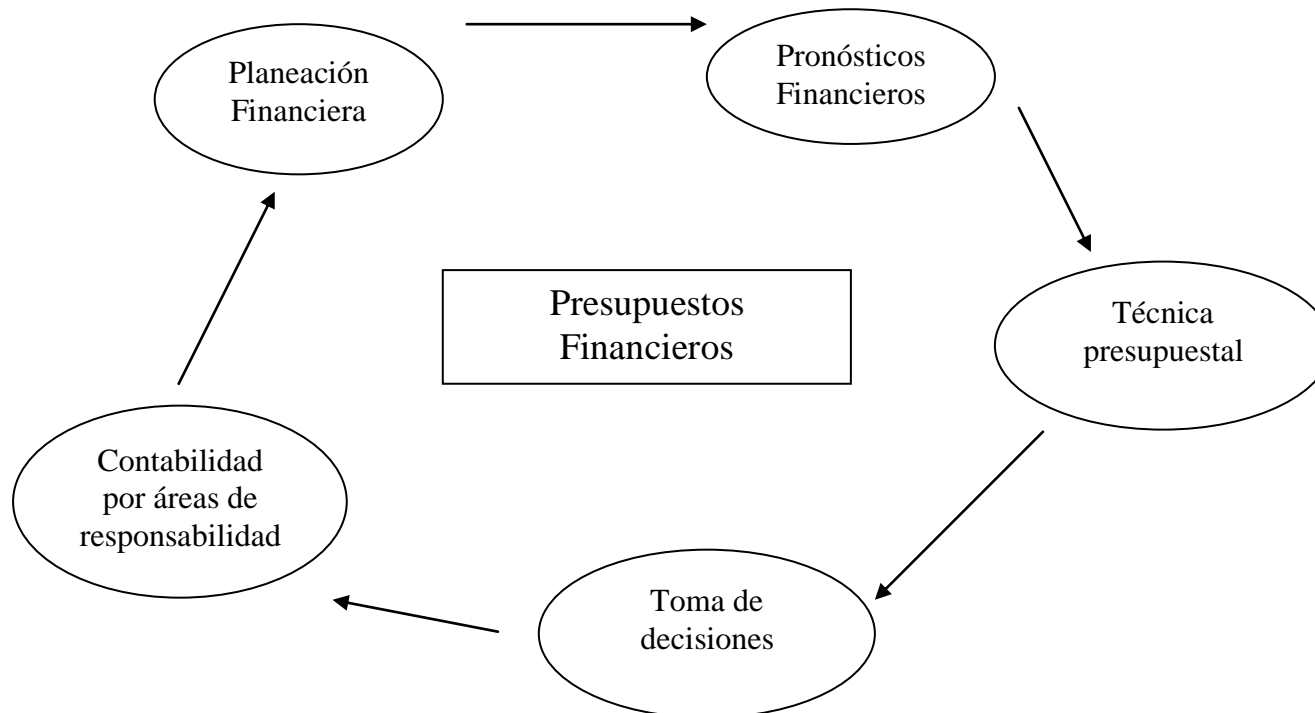 Planeación
Financiera
Pronósticos
Financieros
Presupuestos
Financieros
Técnica
presupuestal
Contabilidad
por áreas de
responsabilidad
Toma de
decisiones